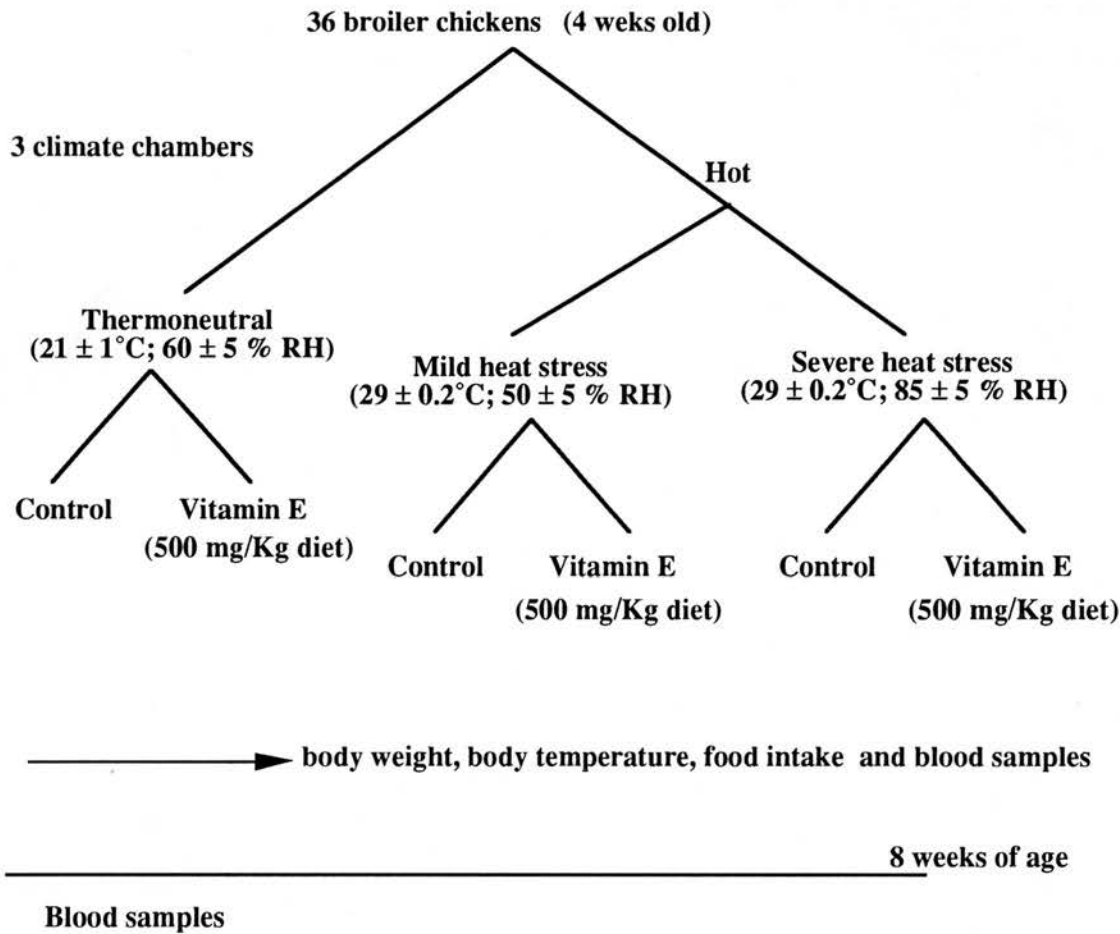 36 broiler chickens (4 weks old)
3 climate chambers
Hot
Thermoneutral
(21 ± 1°C; 60 ± 5 % RH)
Mild heat stress
(29 ± 0.2°C; 50 ± 5 % RH)
Severe heat stress
(29 ± 0.2°C; 85 ± 5 % RH)
Control
Vitamin E
(500 mg/Kg diet)
Control
Vitamin E
(500 mg/Kg diet)
Control
Vitamin E
(500 mg/Kg diet)
body weight, body temperature, food intake and blood samples
8 weeks of age
Blood samples